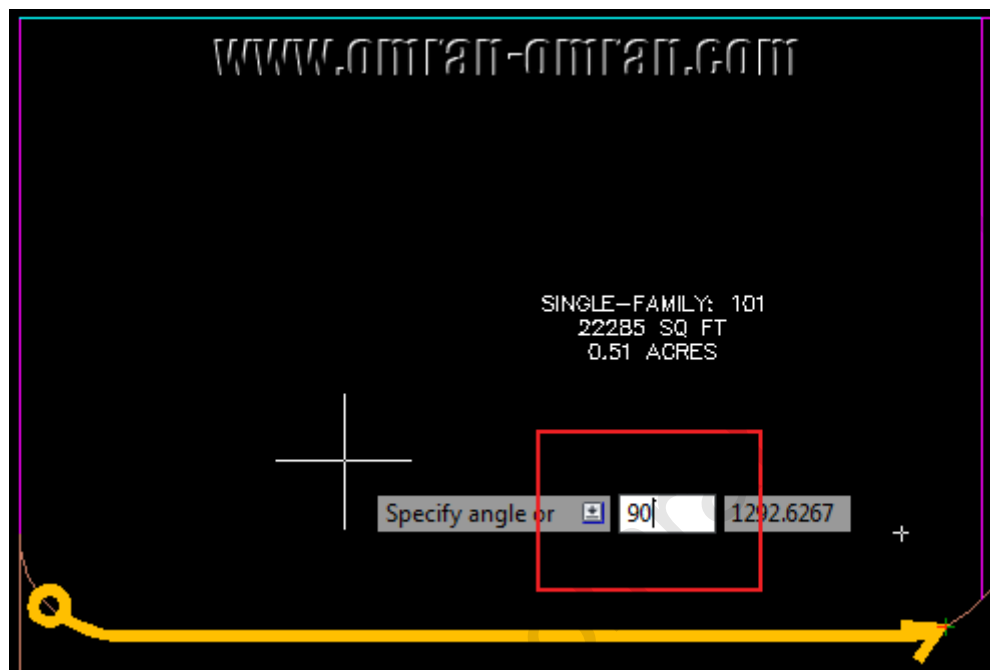 www.omran-omran.com
SINGLE-FAMILY: 101
22285 SQ FT
0.51 ACRES
Specify angle or 90 1292.6267